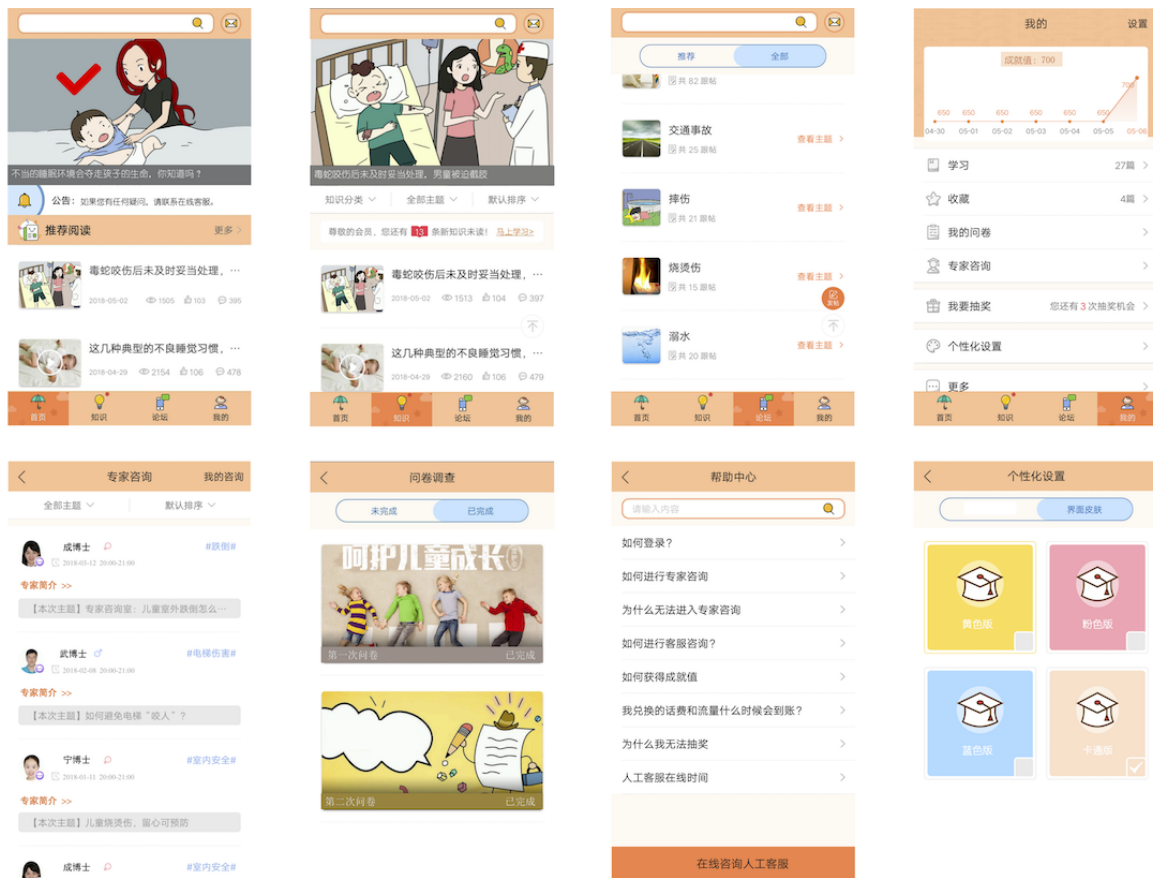 不当的睡眠环境会夺走孩子的生命，你知道吗？
公告：如果您有任何疑问，请联系在线客服。
推荐阅读
更多 >
毒蛇咬伤后未及时妥当处理，…
2018-05-02 1505 103 395
这几种典型的不良睡觉习惯，…
2018-04-29 2154 106 478
首页 知识 论坛 我的
毒蛇咬伤后未及时妥当处理，男童被迫截肢
知识分类 全部主题 默认排序
尊敬的会员，您还有 13 条新知识未读！ 马上学习>
毒蛇咬伤后未及时妥当处理，…
2018-05-02 1513 104 397
这几种典型的不良睡觉习惯，…
2018-04-29 2160 106 479
首页 知识 论坛 我的
推荐 全部
共 82 跟帖
交通事故
共 25 跟帖
查看主题 >
摔伤
共 21 跟帖
查看主题 >
烧烫伤
共 15 跟帖
查看主题 >
发帖
溺水
共 20 跟帖
查看主题 >
首页 知识 论坛 我的
我的 设置
成就值：700
700
650 650 650 650 650 650
04-30 05-01 05-02 05-03 05-04 05-05 05-06
学习 27篇 >
收藏 4篇 >
我的问卷 >
专家咨询 >
我要抽奖 您还有 3 次抽奖机会 >
个性化设置 >
更多 >
首页 知识 论坛 我的
专家咨询 我的咨询
全部主题 默认排序
成博士 #跌倒#
2018-03-12 20:00-21:00
专家简介 >>
【本次主题】专家咨询室：儿童室外跌倒怎么…
武博士 #电梯伤害#
2018-02-08 20:00-21:00
专家简介 >>
【本次主题】如何避免电梯“咬人”？
宁博士 #室内安全#
2018-01-11 20:00-21:00
专家简介 >>
【本次主题】儿童烧烫伤，留心可预防
成博士 #室内安全#
问卷调查
未完成 已完成
呵护儿童成长
第一次问卷 已完成
第二次问卷 已完成
帮助中心
请输入内容
如何登录？
如何进行专家咨询
为什么无法进入专家咨询
如何进行客服咨询？
如何获得成就值
我兑换的话费和流量什么时候会到账？
为什么我无法抽奖
人工客服在线时间
在线咨询人工客服
个性化设置
界面皮肤
黄色版 粉色版
蓝色版 卡通版